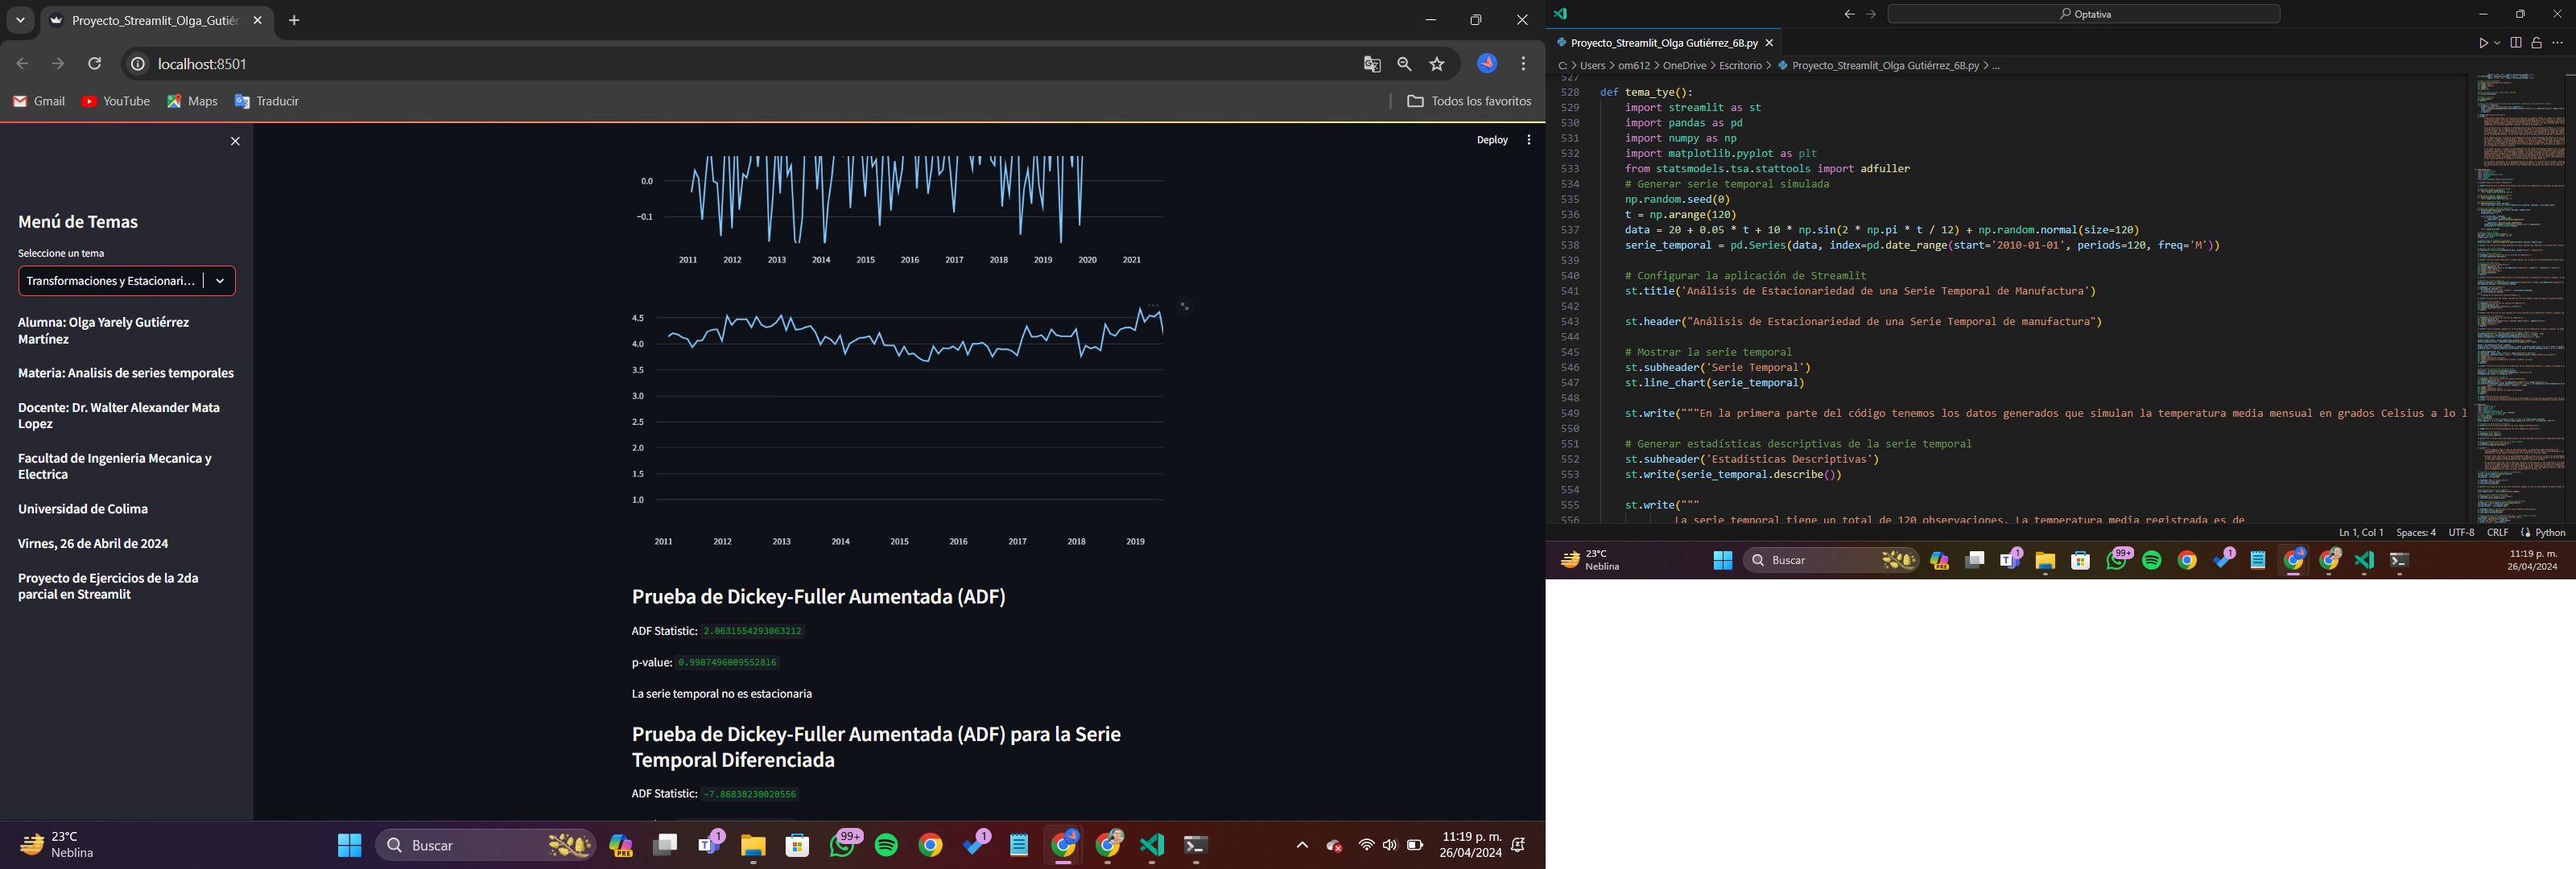 Proyecto_Streamlit_Olga_Gutiér
localhost:8501
Gmail
YouTube
Maps
Traducir
Todos los favoritos
Deploy
Menú de Temas
Seleccione un tema
Transformaciones y Estacionari...
Alumna: Olga Yarely Gutiérrez
Martínez
Materia: Analisis de series temporales
Docente: Dr. Walter Alexander Mata
Lopez
Facultad de Ingenieria Mecanica y
Electrica
Universidad de Colima
Virnes, 26 de Abril de 2024
Proyecto de Ejercicios de la 2da
parcial en Streamlit
0.0
−0.1
2011 2012 2013 2014 2015 2016 2017 2018 2019 2020 2021
4.5
4.0
3.5
3.0
2.5
2.0
1.5
1.0
2011 2012 2013 2014 2015 2016 2017 2018 2019
Prueba de Dickey-Fuller Aumentada (ADF)
ADF Statistic: 2.0631554293063212
p-value: 0.9987496009552816
La serie temporal no es estacionaria
Prueba de Dickey-Fuller Aumentada (ADF) para la Serie
Temporal Diferenciada
ADF Statistic: -7.86838230020556
23°C
Neblina
Buscar
PRE
1
99+
1
11:19 p. m.
26/04/2024
Optativa
Proyecto_Streamlit_Olga Gutiérrez_6B.py
C: > Users > om612 > OneDrive > Escritorio > Proyecto_Streamlit_Olga Gutiérrez_6B.py > ...
527
528 def tema_tye():
529 import streamlit as st
530 import pandas as pd
531 import numpy as np
532 import matplotlib.pyplot as plt
533 from statsmodels.tsa.stattools import adfuller
534 # Generar serie temporal simulada
535 np.random.seed(0)
536 t = np.arange(120)
537 data = 20 + 0.05 * t + 10 * np.sin(2 * np.pi * t / 12) + np.random.normal(size=120)
538 serie_temporal = pd.Series(data, index=pd.date_range(start='2010-01-01', periods=120, freq='M'))
539
540 # Configurar la aplicación de Streamlit
541 st.title('Análisis de Estacionariedad de una Serie Temporal de Manufactura')
542
543 st.header("Análisis de Estacionariedad de una Serie Temporal de manufactura")
544
545 # Mostrar la serie temporal
546 st.subheader('Serie Temporal')
547 st.line_chart(serie_temporal)
548
549 st.write("""En la primera parte del código tenemos los datos generados que simulan la temperatura media mensual en grados Celsius a lo l
550
551 # Generar estadísticas descriptivas de la serie temporal
552 st.subheader('Estadísticas Descriptivas')
553 st.write(serie_temporal.describe())
554
555 st.write("""
556 La serie temporal tiene un total de 120 observaciones. La temperatura media registrada es de
Ln 1, Col 1 Spaces: 4 UTF-8 CRLF Python
23°C
Neblina
Buscar
PRE
1
99+
1
11:19 p. m.
26/04/2024